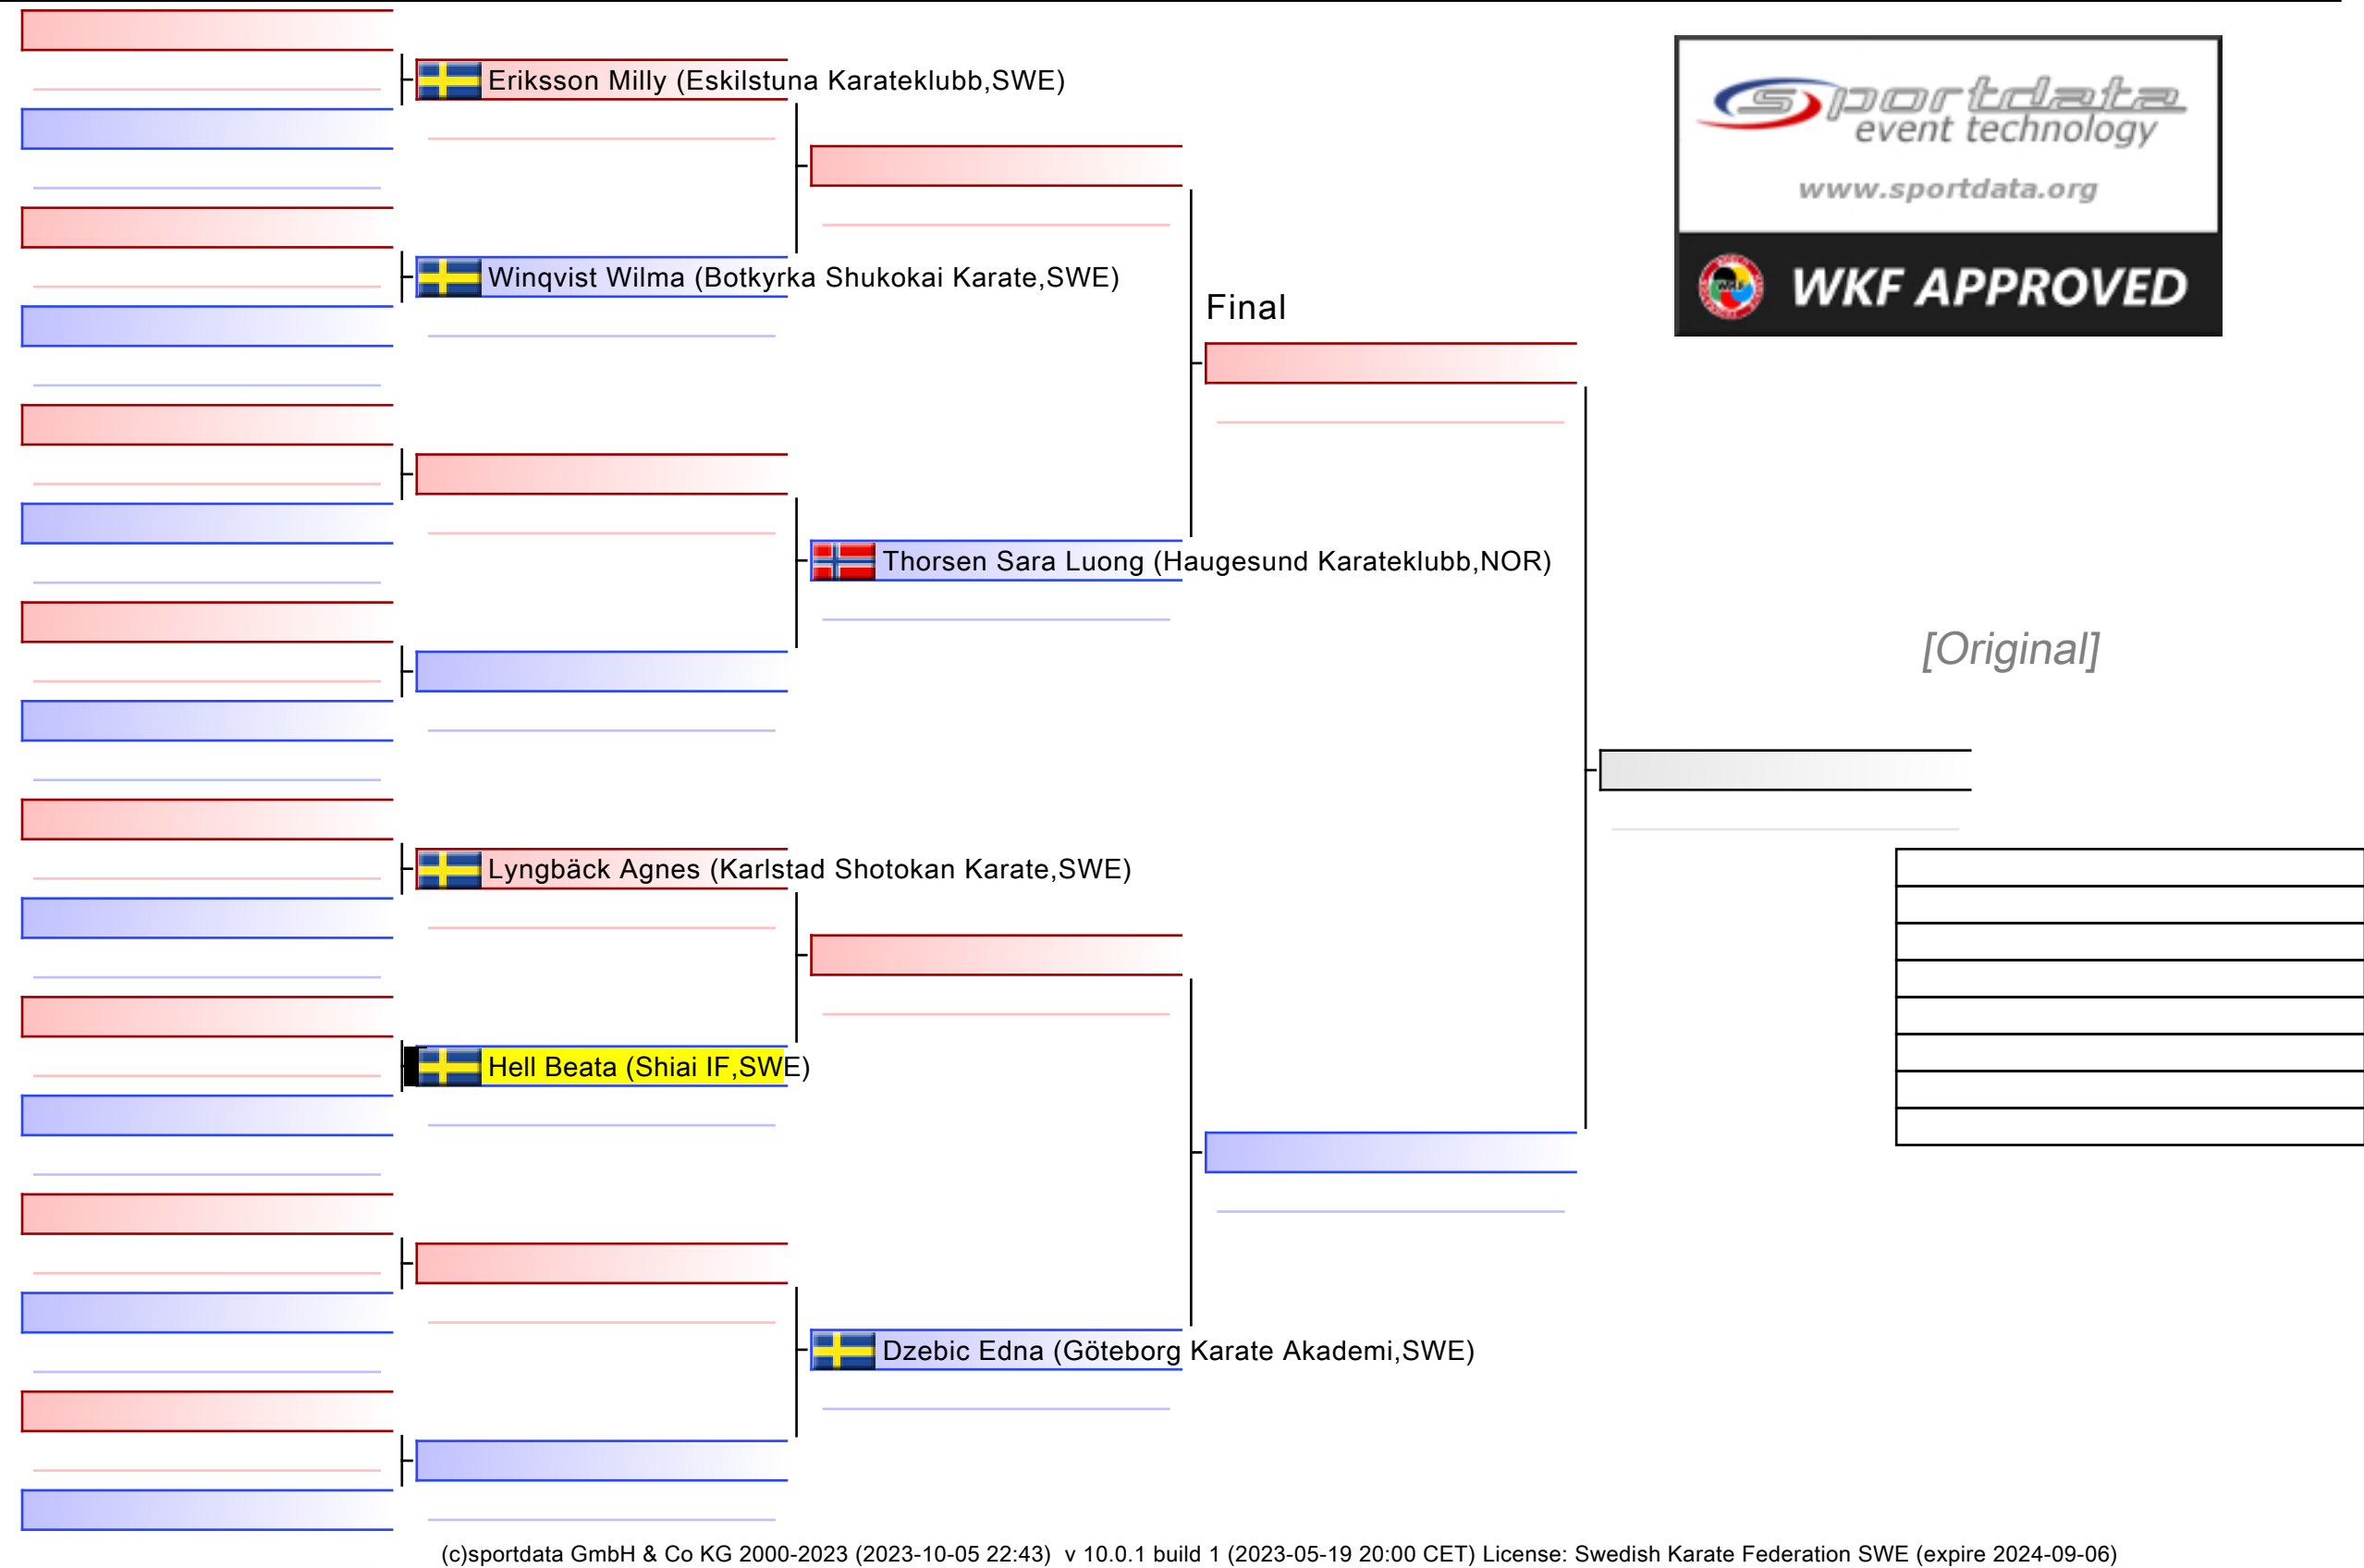 Eriksson Milly (Eskilstuna Karateklubb,SWE)
sportdata
event technology
www.sportdata.org
WKF APPROVED
Winqvist Wilma (Botkyrka Shukokai Karate,SWE)
Final
Thorsen Sara Luong (Haugesund Karateklubb,NOR)
[Original]
Lyngbäck Agnes (Karlstad Shotokan Karate,SWE)
Hell Beata (Shiai IF,SWE)
Dzebic Edna (Göteborg Karate Akademi,SWE)
(c)sportdata GmbH & Co KG 2000-2023 (2023-10-05 22:43) v 10.0.1 build 1 (2023-05-19 20:00 CET) License: Swedish Karate Federation SWE (expire 2024-09-06)